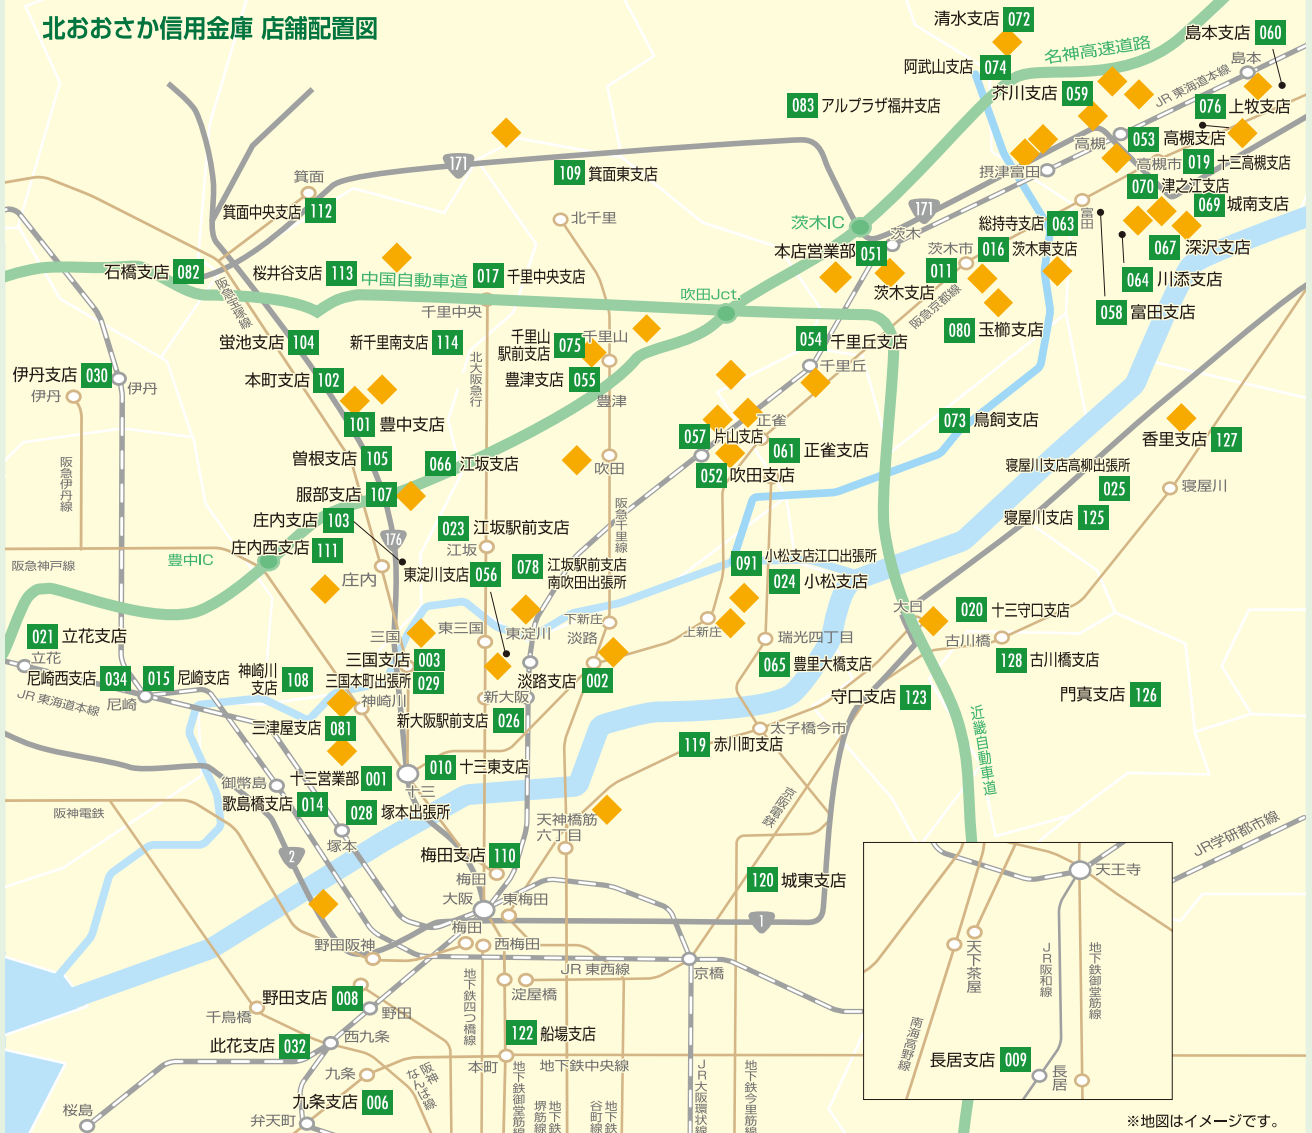 北おおさか信用金庫 店舗配置図
清水支店 072
島本支店 060
名神高速道路
阿武山支店 074
島本
JR 東海道本線
芥川支店 059
083 アルプラザ福井支店
076 上牧支店
171
高槻
053 高槻支店
109 箕面東支店
摂津富田
高槻市 019 十三高槻支店
箕面
070 津之江支店
箕面中央支店 112
北千里
茨木IC
171
富田
069 城南支店
総持寺支店 063
茨木
本店営業部 051
茨木市
016 茨木東支店
067 深沢支店
石橋支店 082
桜井谷支店 113
中国自動車道
017 千里中央支店
011
茨木支店
064 川添支店
阪急宝塚線
吹田Jct.
阪急京都線
058 富田支店
千里中央
080 玉櫛支店
蛍池支店 104
新千里南支店 114
千里山
駅前支店 075
千里山
054 千里丘支店
北大阪急行
伊丹支店 030
伊丹
伊丹
本町支店 102
豊津支店 055
豊津
千里丘
101 豊中支店
057 片山支店
正雀
073 鳥飼支店
香里支店 127
061 正雀支店
曽根支店 105
066 江坂支店
吹田
052 吹田支店
寝屋川支店高柳出張所
025
寝屋川
阪急伊丹線
服部支店 107
庄内支店 103
023 江坂駅前支店
阪急千里線
寝屋川支店 125
176
庄内西支店 111
江坂
豊中IC
阪急神戸線
庄内
東淀川支店 056
078 江坂駅前支店
南吹田出張所
091 小松支店江口出張所
024 小松支店
大日
020 十三守口支店
021 立花支店
立花
三国
東三国
東淀川
下新庄
淡路
上新庄
瑞光四丁目
古川橋
三国支店 003
三国本町出張所 029
065 豊里大橋支店
128 古川橋支店
尼崎西支店 034
015 尼崎支店
神崎川
支店 108
淡路支店 002
神崎川
新大阪
守口支店 123
門真支店 126
JR 東海道本線
尼崎
新大阪駅前支店 026
近畿自動車道
三津屋支店 081
太子橋今市
119 赤川町支店
十三営業部 001
010 十三東支店
御幣島
十三
歌島橋支店 014
028 塚本出張所
阪神電鉄
京阪電鉄
天神橋筋
六丁目
塚本
JR学研都市線
2
梅田支店 110
梅田
120 城東支店
天王寺
大阪
東梅田
1
梅田
西梅田
野田阪神
天下茶屋
JR阪和線
地下鉄御堂筋線
JR 東西線
京橋
地下鉄四つ橋線
淀屋橋
野田支店 008
野田
千鳥橋
南海高野線
122 船場支店
西九条
此花支店 032
長居支店 009
長居
本町
地下鉄中央線
九条
阪神なんば線
地下鉄御堂筋線
地下鉄堺筋線
地下鉄谷町線
JR大阪環状線
地下鉄今里筋線
九条支店 006
桜島
弁天町
※地図はイメージです。